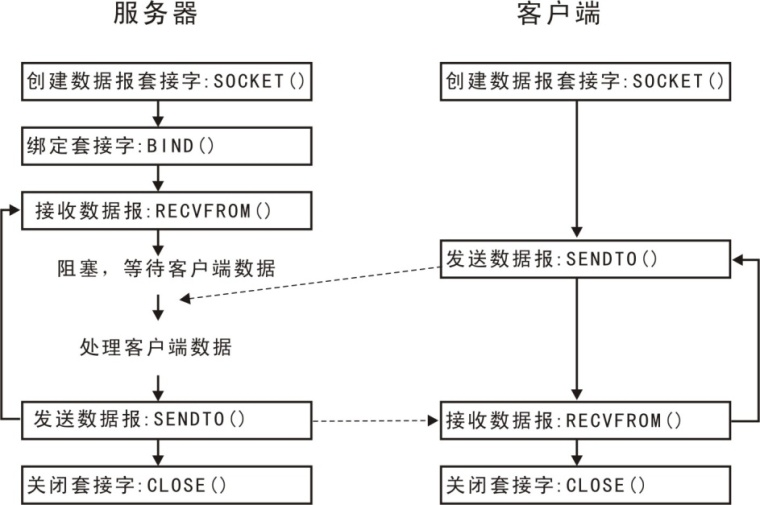 服务器
创建数据报套接字:SOCKET()
绑定套接字:BIND()
接收数据报:RECVFROM()
阻塞，等待客户端数据
处理客户端数据
发送数据报:SENDTO()
关闭套接字:CLOSE()
客户端
创建数据报套接字:SOCKET()
发送数据报:SENDTO()
接收数据报:RECVFROM()
关闭套接字:CLOSE()